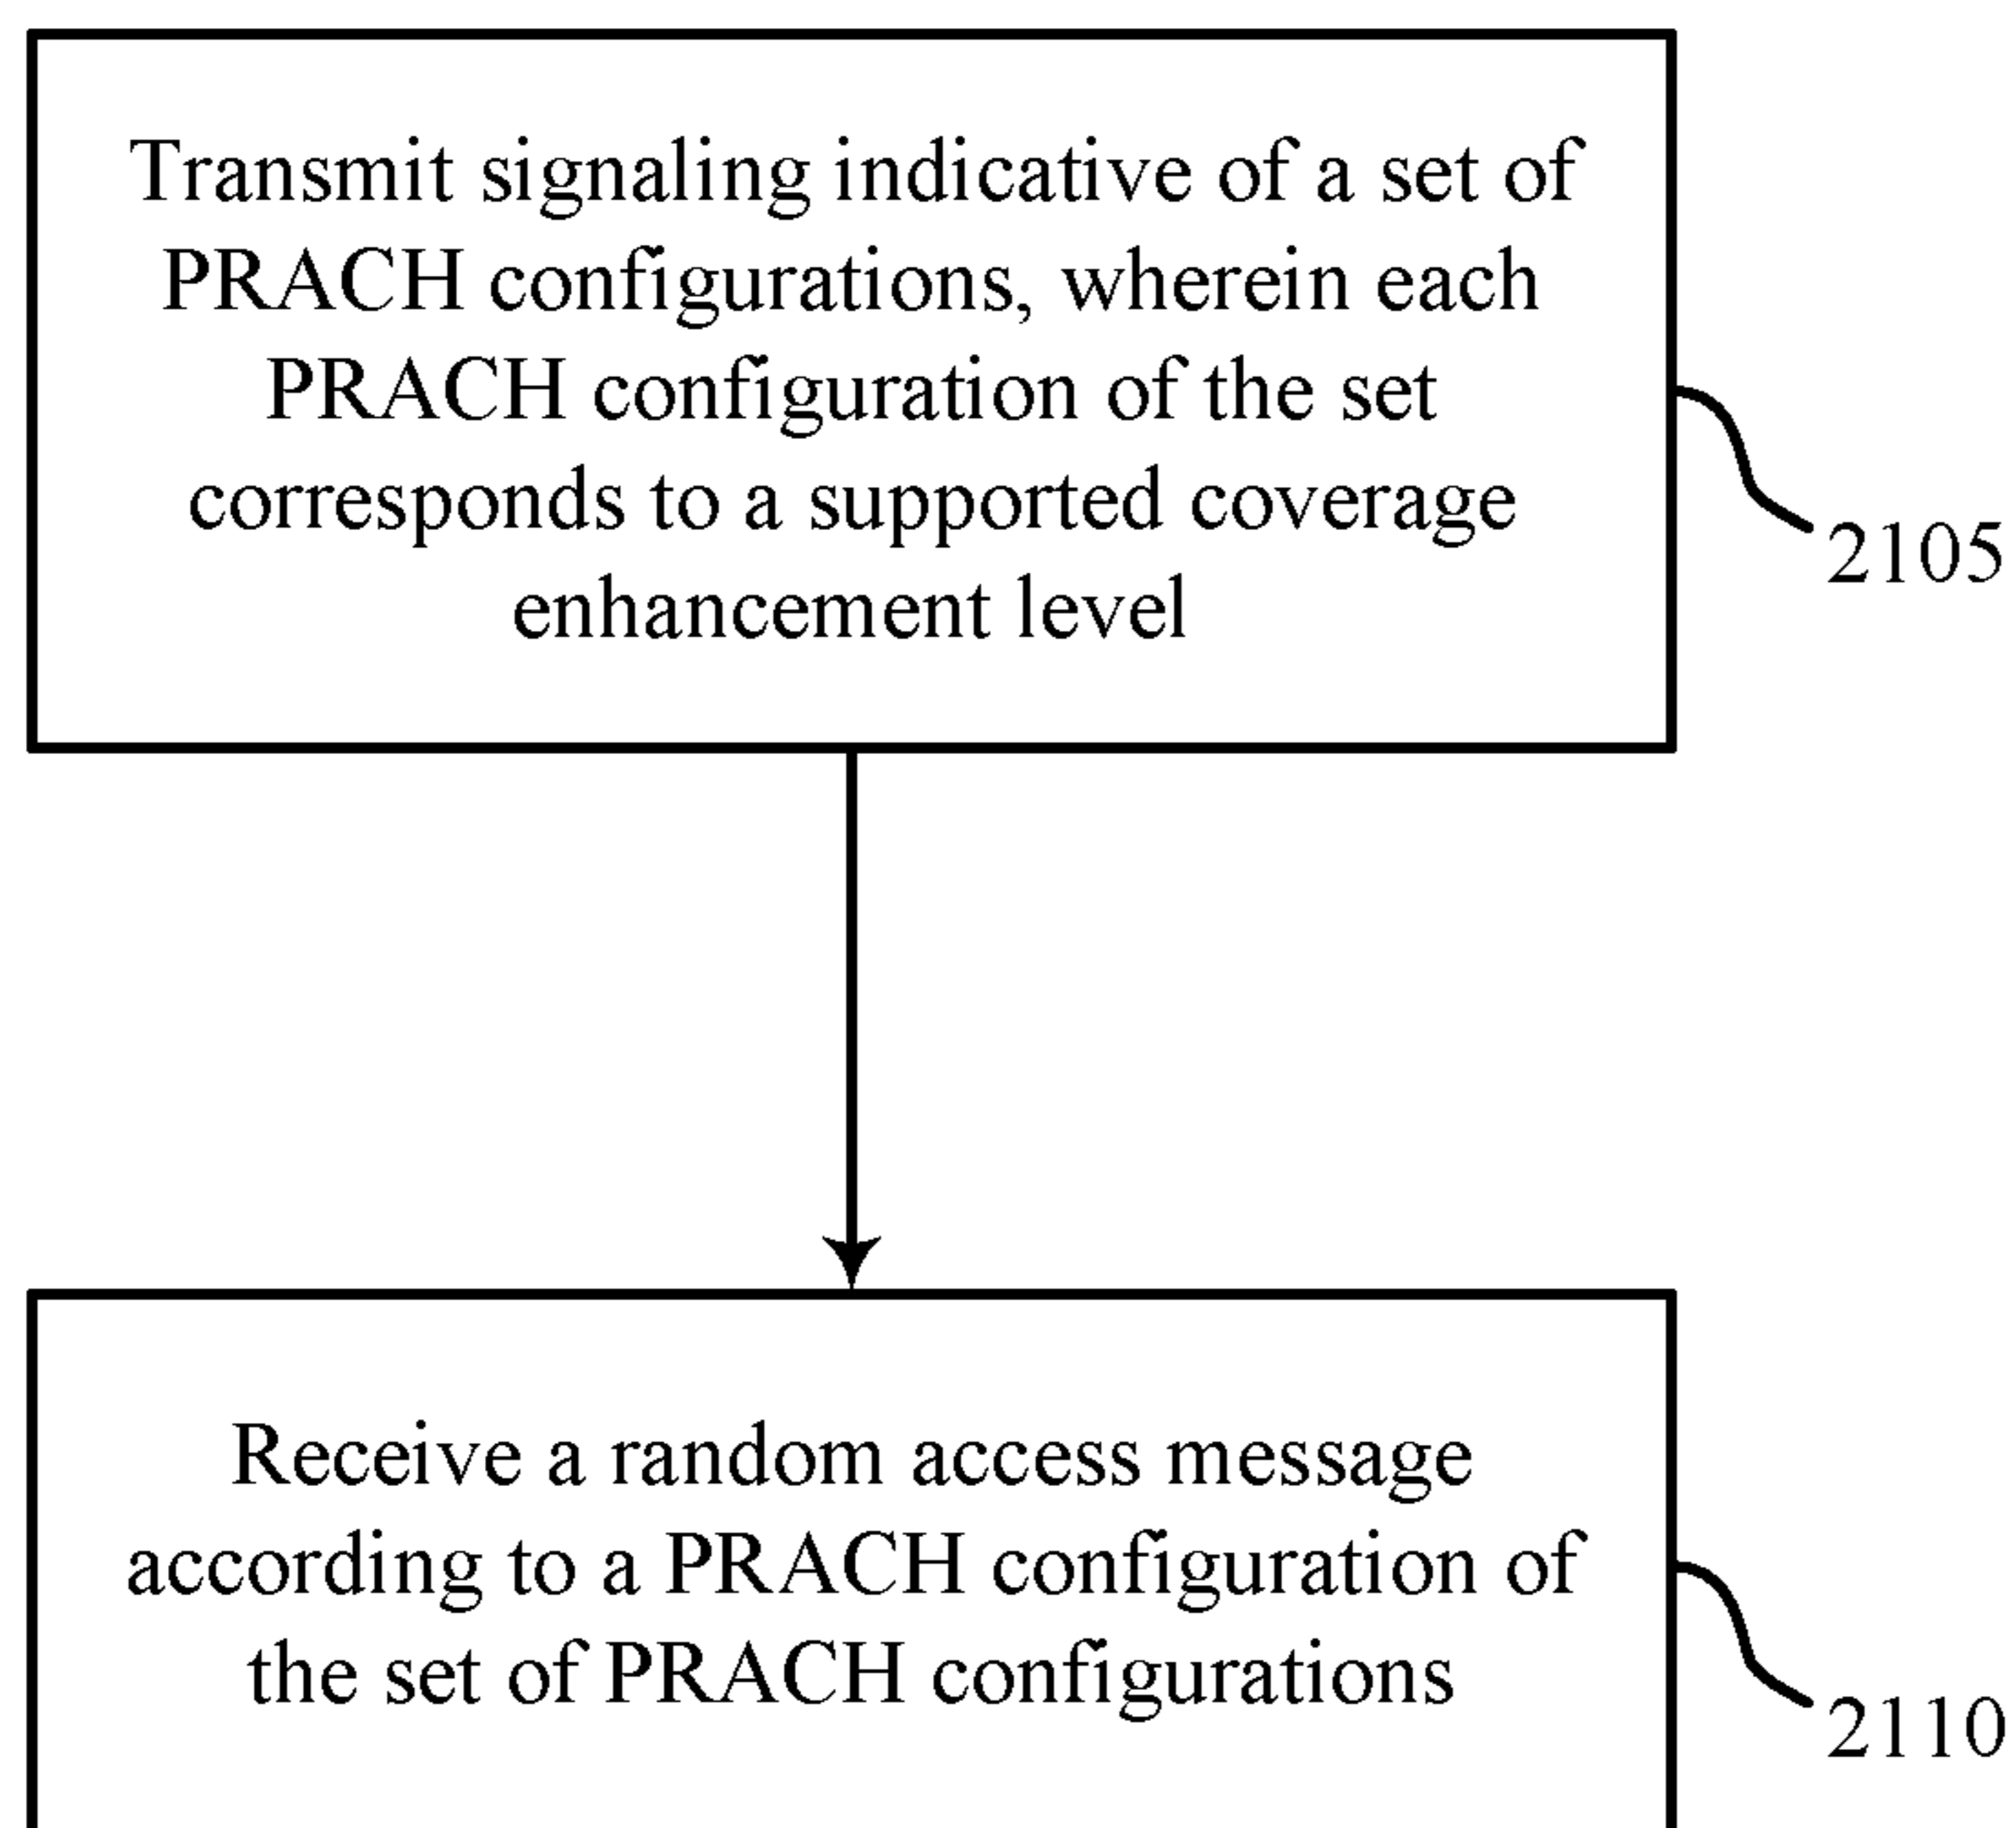 Transmit signaling indicative of a set of
PRACH configurations, wherein each
PRACH configuration of the set
corresponds to a supported coverage
enhancement level
2105
Receive a random access message
according to a PRACH configuration of
the set of PRACH configurations
2110